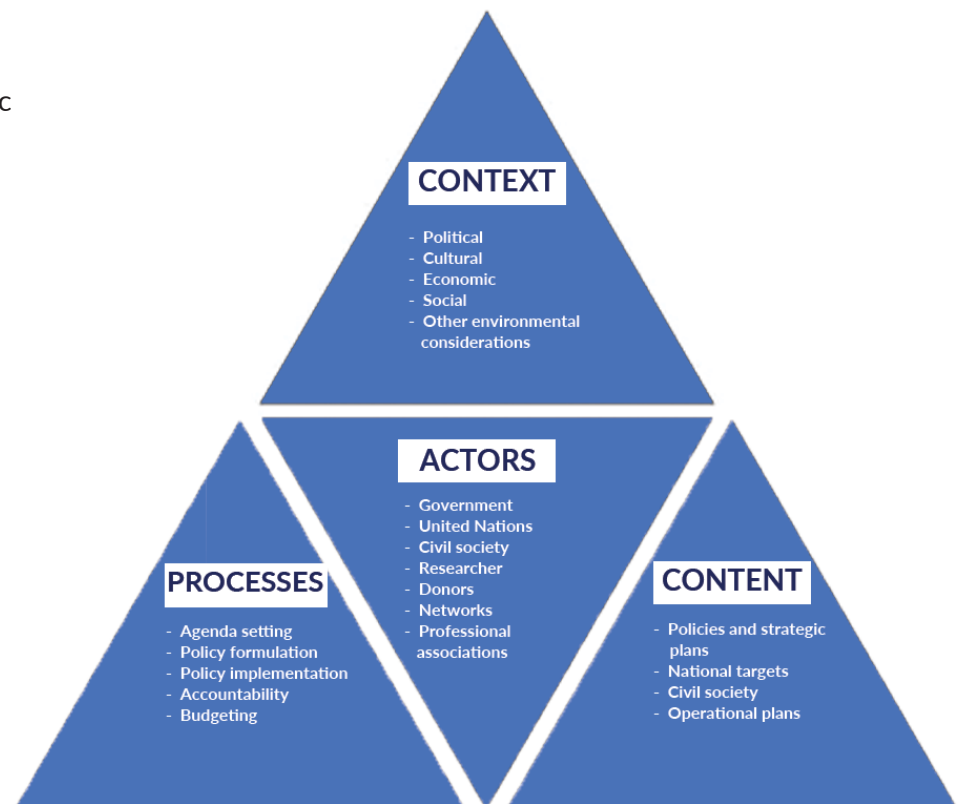 c
CONTEXT
- Political
- Cultural
- Economic
- Social
- Other environmental
considerations
ACTORS
- Government
- United Nations
- Civil society
- Researcher
- Donors
- Networks
- Professional
associations
PROCESSES
- Agenda setting
- Policy formulation
- Policy implementation
- Accountability
- Budgeting
CONTENT
- Policies and strategic
plans
- National targets
- Civil society
- Operational plans